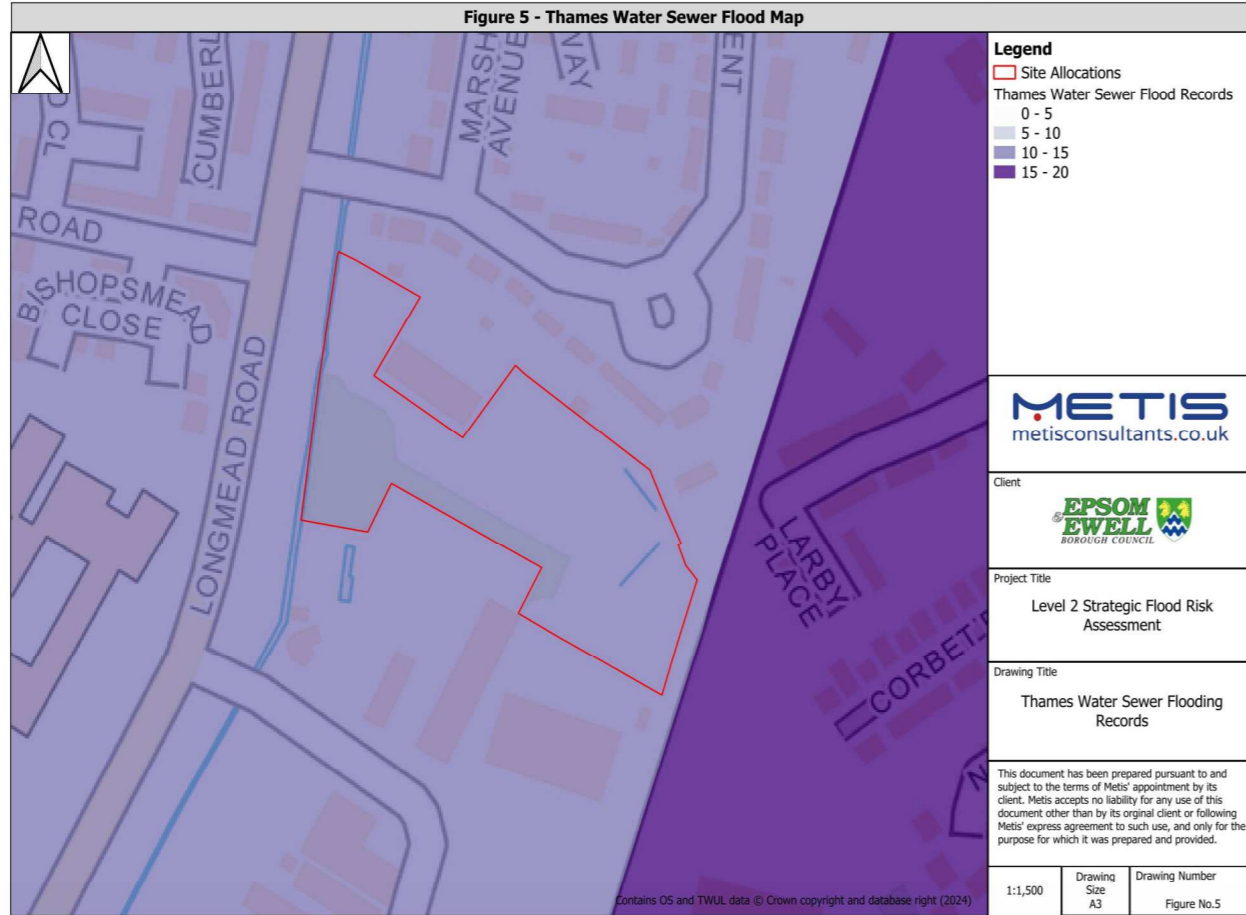 Figure 5 - Thames Water Sewer Flood Map
CUMBERL
MARSH
AVENUE
WAY
ENT
CL
ROAD
BISHOPSMEAD
CLOSE
LONGMEAD ROAD
LARBY
PLACE
CORBET
Contains OS and TWUL data © Crown copyright and database right (2024)
Legend
Site Allocations
Thames Water Sewer Flood Records
0 - 5
5 - 10
10 - 15
15 - 20
METIS
metisconsultants.co.uk
Client
EPSOM
& EWELL
BOROUGH COUNCIL
Project Title
Level 2 Strategic Flood Risk
Assessment
Drawing Title
Thames Water Sewer Flooding
Records
This document has been prepared pursuant to and
subject to the terms of Metis' appointment by its
client. Metis accepts no liability for any use of this
document other than by its orginal client or following
Metis' express agreement to such use, and only for the
purpose for which it was prepared and provided.
1:1,500
Drawing
Size
A3
Drawing Number
Figure No.5